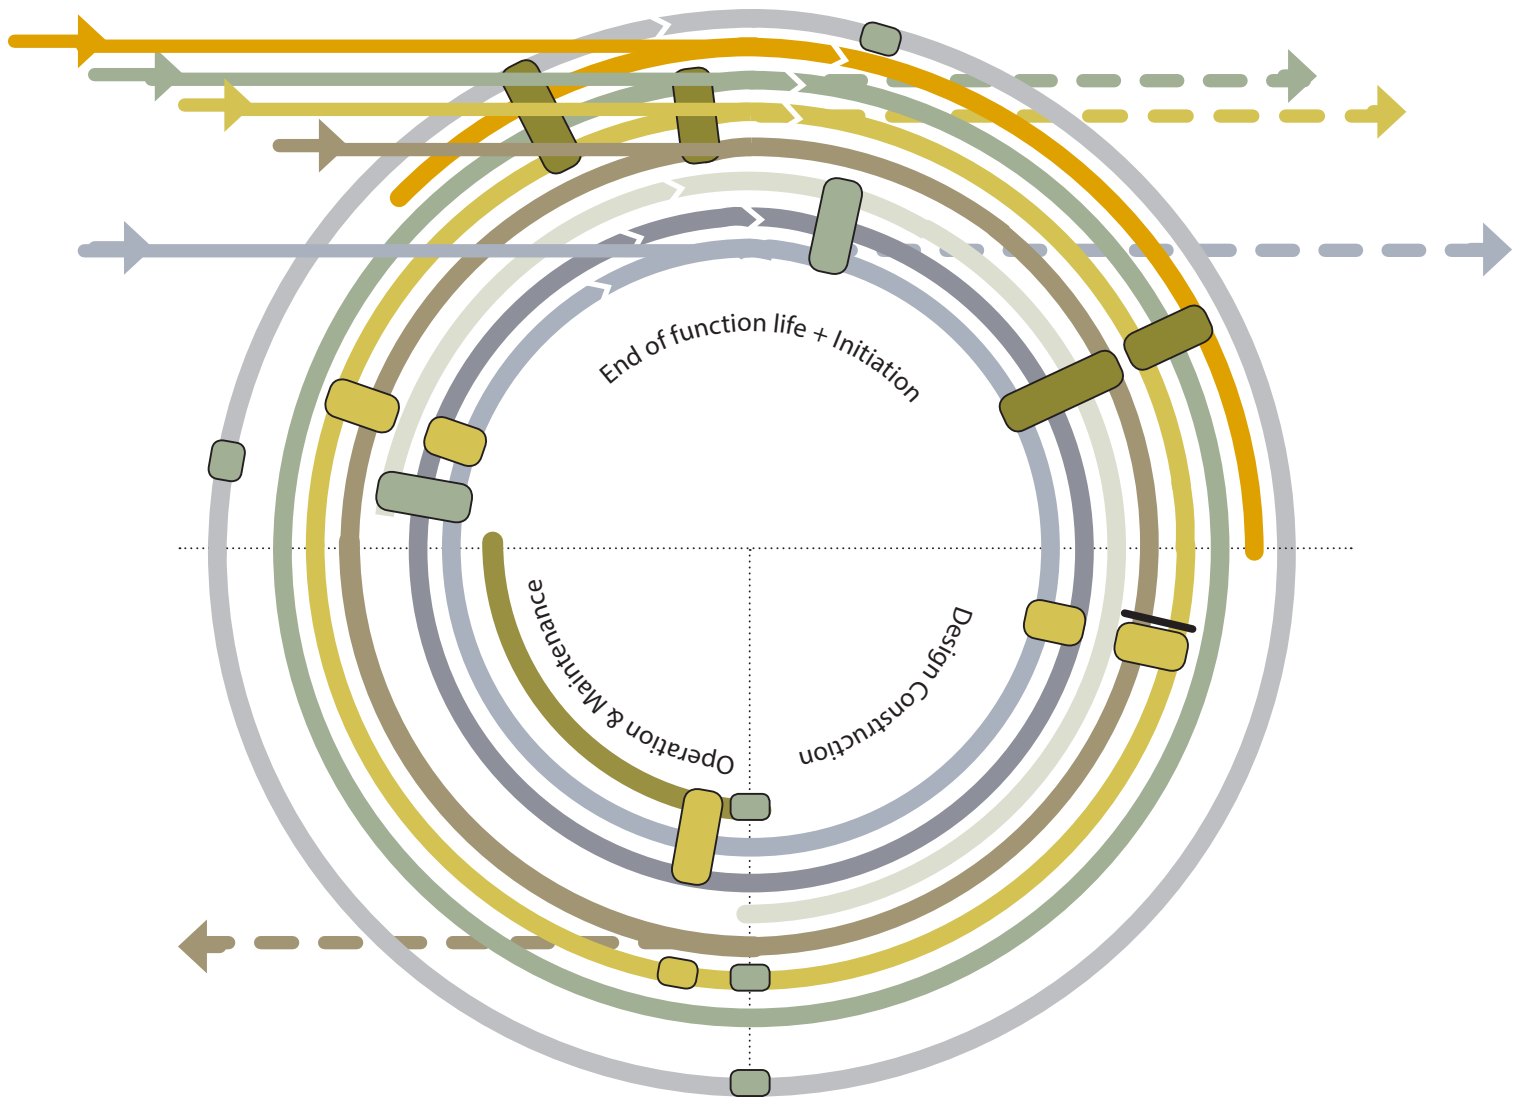 End of function life + Initiation
Operation & Maintenance
Design Construction